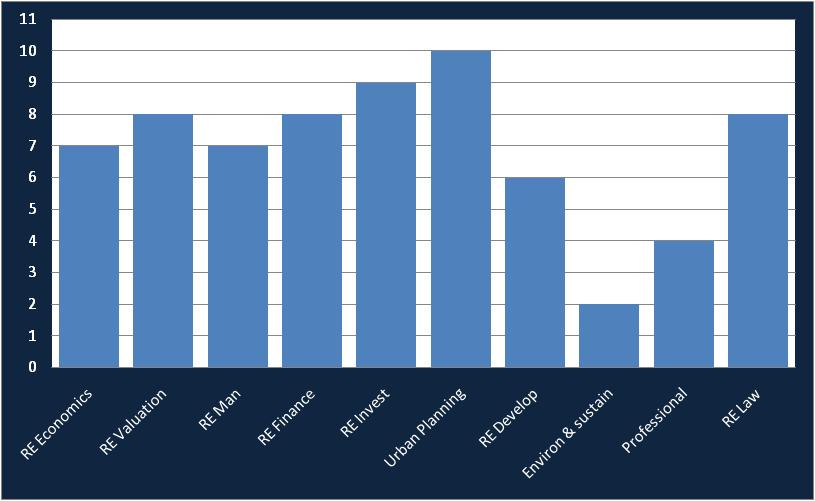 11
10
9
8
7
6
5
4
3
2
1
0
RE Economics
RE Valuation
RE Man
RE Finance
RE Invest
Urban Planning
RE Develop
Environ & sustain
Professional
RE Law